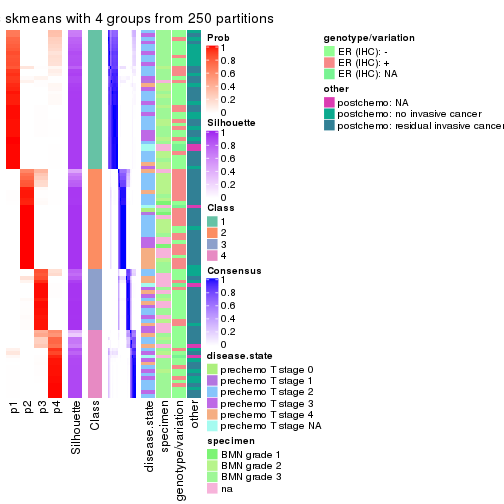 skmeans with 4 groups from 250 partitions
Prob
1
0.8
0.6
0.4
0.2
0
Silhouette
1
0.8
0.6
0.4
0.2
0
Class
1
2
3
4
Consensus
1
0.8
0.6
0.4
0.2
0
disease.state
prechemo T stage 0
prechemo T stage 1
prechemo T stage 2
prechemo T stage 3
prechemo T stage 4
prechemo T stage NA
specimen
BMN grade 1
BMN grade 2
BMN grade 3
na
genotype/variation
ER (IHC): -
ER (IHC): +
ER (IHC): NA
other
postchemo: NA
postchemo: no invasive cancer
postchemo: residual invasive cancer
p1
p2
p3
p4
Silhouette
Class
disease.state
specimen
genotype/variation
other